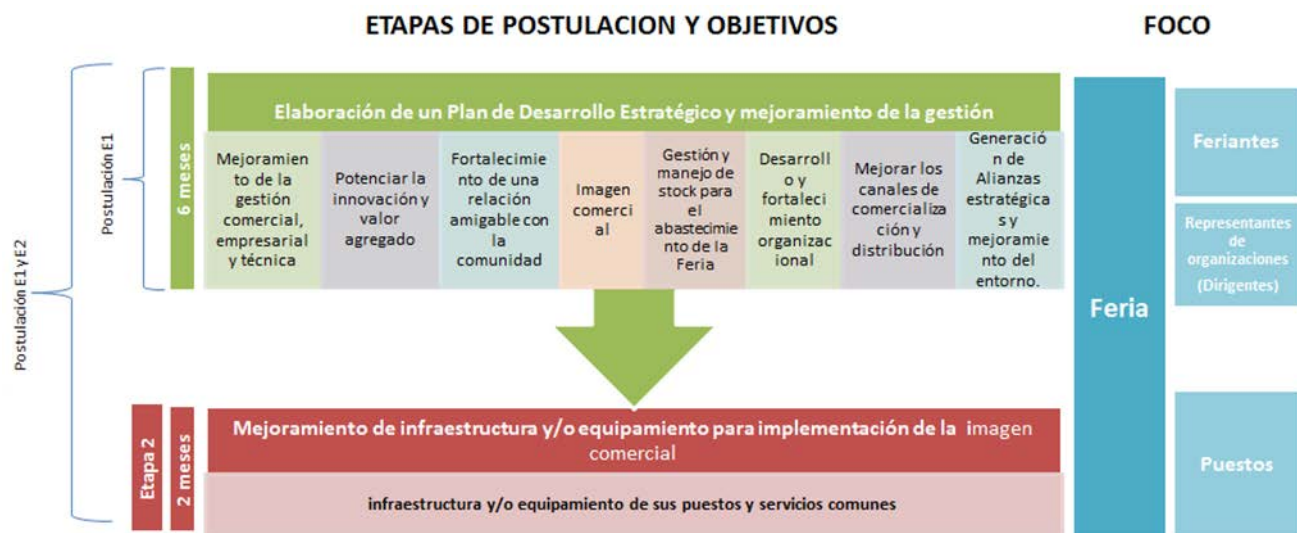 ETAPAS DE POSTULACION Y OBJETIVOS
FOCO
Postulación E1 y E2
Postulación E1
6 meses
Elaboración de un Plan de Desarrollo Estratégico y mejoramiento de la gestión
Mejoramien
to de la
gestión
comercial,
empresarial
y técnica
Potenciar la
innovación y
valor
agregado
Fortalecimie
nto de una
relación
amigable con
la
comunidad
Imagen
comerci
al
Gestión y
manejo de
stock para
el
abastecimie
nto de la
Feria
Desarroll
o y
fortaleci
miento
organizac
ional
Mejorar los
canales de
comercializa
ción y
distribución
Generació
n de
Alianzas
estratégica
s y
mejoramie
nto del
entorno.
Feria
Feriantes
Representantes
de
organizaciones
(Dirigentes)
Etapa 2
2 meses
Mejoramiento de infraestructura y/o equipamiento para implementación de la imagen
comercial
infraestructura y/o equipamiento de sus puestos y servicios comunes
Puestos